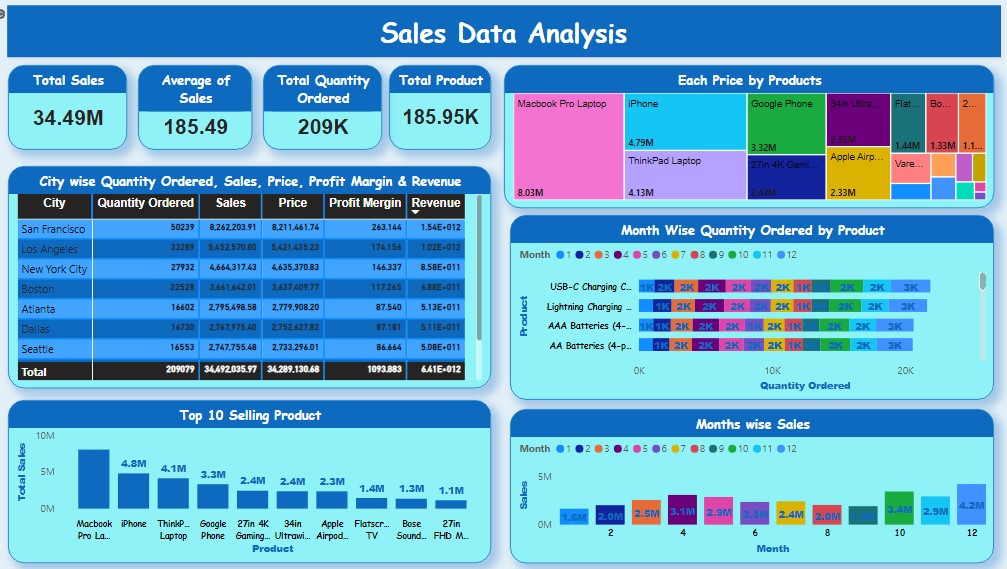 Sales Data Analysis
Total Sales
34.49M
Average of
Sales
185.49
Total Quantity
Ordered
209K
Total Product
185.95K
Each Price by Products
Macbook Pro Laptop
8.03M
iPhone
4.79M
ThinkPad Laptop
4.13M
Google Phone
3.32M
27in 4K Gami...
2.43M
34in Ultra...
2.35M
Apple Airp...
2.33M
Flat...
1.44M
Bo...
1.33M
2...
1.1...
Vare...
City wise Quantity Ordered, Sales, Price, Profit Margin & Revenue
City Quantity Ordered Sales Price Profit Margin Revenue
San Francisco 50239 8,262,203.91 8,211,461.74 263.144 1.54E+012
Los Angeles 33289 5,452,570.80 5,421,435.23 174.156 1.02E+012
New York City 27932 4,664,317.43 4,635,370.83 146.337 8.58E+011
Boston 22528 3,661,642.01 3,637,409.77 117.265 6.88E+011
Atlanta 16602 2,795,498.58 2,779,908.20 87.540 5.13E+011
Dallas 16730 2,767,975.40 2,752,627.82 87.181 5.11E+011
Seattle 16553 2,747,755.48 2,733,296.01 86.664 5.08E+011
Total 209079 34,492,035.97 34,289,130.68 1093.883 6.41E+012
Month Wise Quantity Ordered by Product
Month 1 2 3 4 5 6 7 8 9 10 11 12
Product
USB-C Charging C... 2K 2K 2K 2K 2K 1K 2K 2K 3K
Lightning Charging ... 1K 2K 2K 2K 2K 2K 1K 2K 2K 3K
AAA Batteries (4-... 1K 1K 2K 2K 2K 2K 2K 1K 2K 2K 3K
AA Batteries (4-p... 1K 2K 2K 2K 2K 2K 1K 2K 2K 3K
0K 10K 20K
Quantity Ordered
Top 10 Selling Product
Total Sales
10M
5M
0M
4.8M 4.1M 3.3M 2.4M 2.4M 2.3M 1.4M 1.3M 1.1M
Macbook iPhone ThinkP... Google 27in 4K 34in Apple Flatscr... Bose 27in
Pro La... Laptop Phone Gaming... Ultrawi... Airpod... TV Sound... FHD M...
Product
Months wise Sales
Month 1 2 3 4 5 6 7 8 9 10 11 12
Sales
5M
0M
1.6M 2.0M 2.5M 3.1M 2.9M 2.3M 2.4M 2.0M 3.4M 2.9M 4.2M
2 4 6 8 10 12
Month